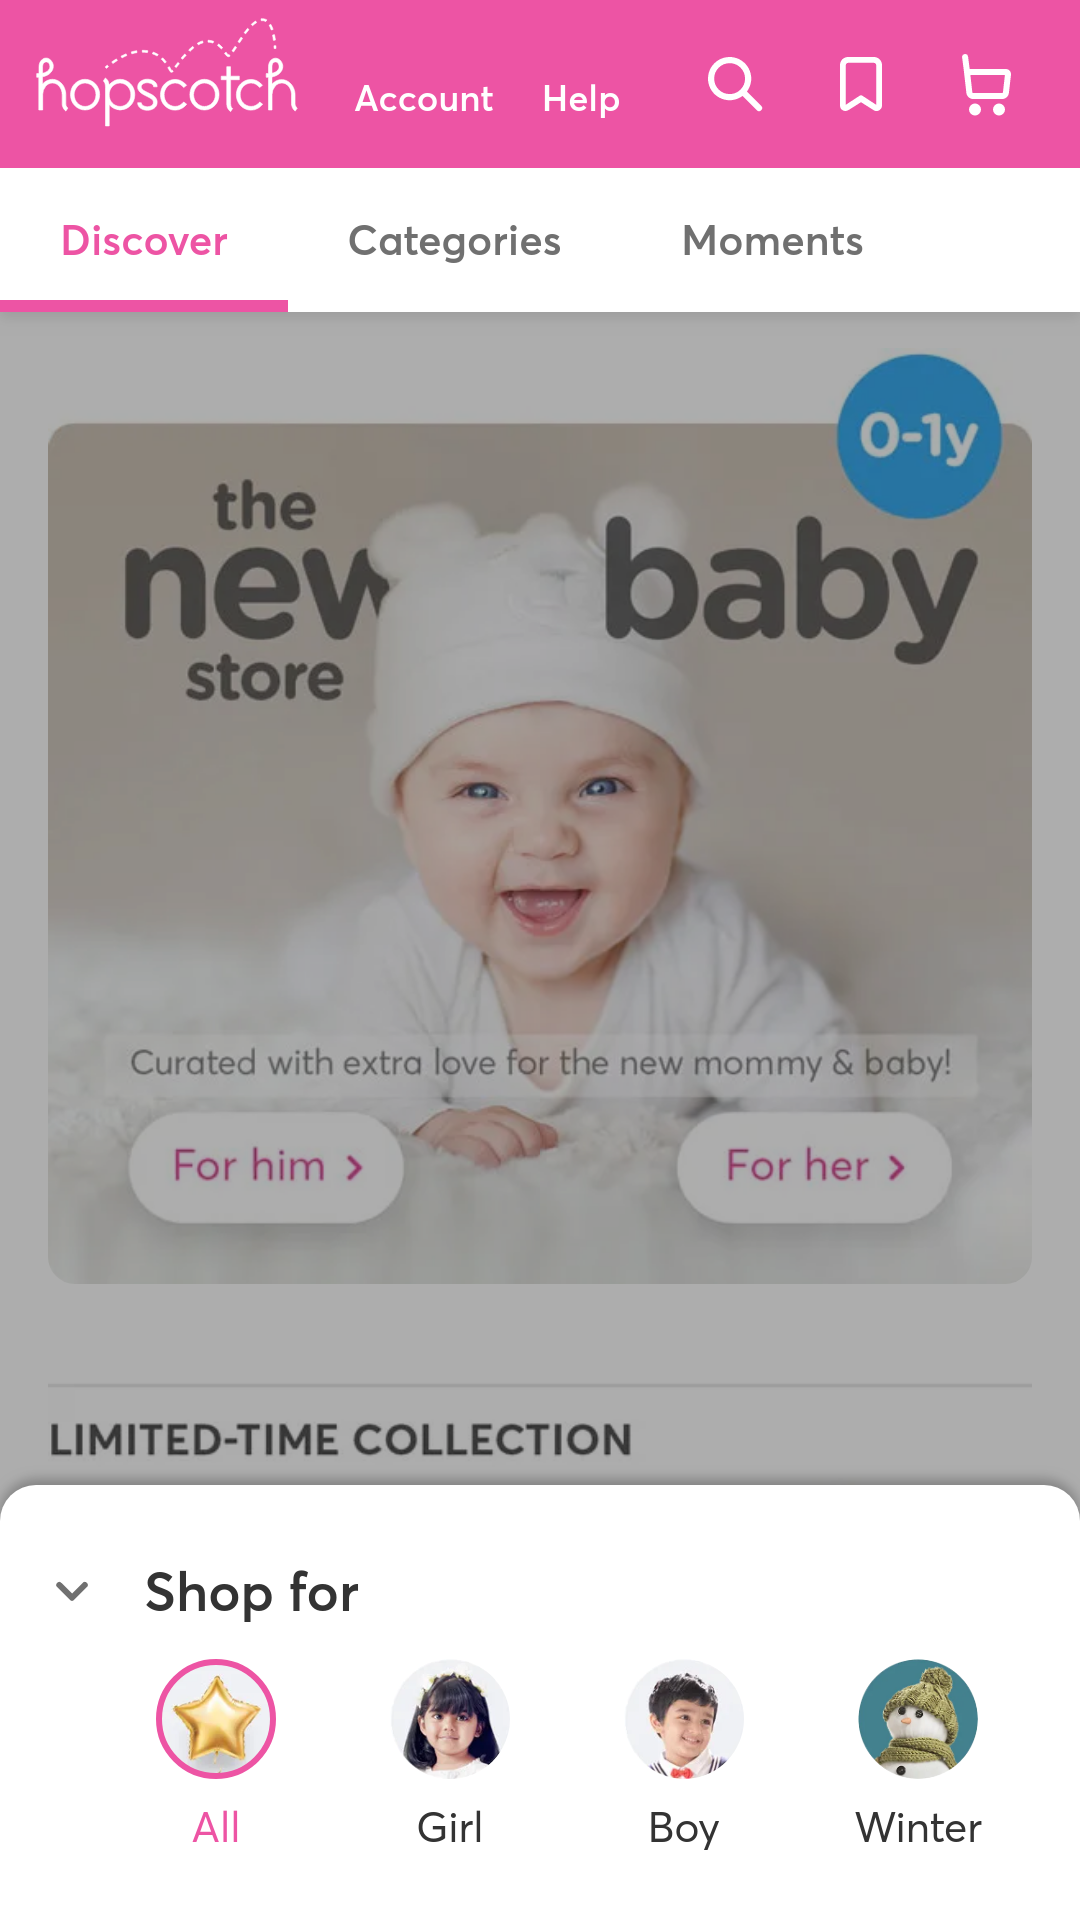 hopscotch
Account Help
Discover Categories Moments
0-1y
the
new baby
store
Curated with extra love for the new mommy & baby!
For him For her
LIMITED-TIME COLLECTION
Shop for
All Girl Boy Winter